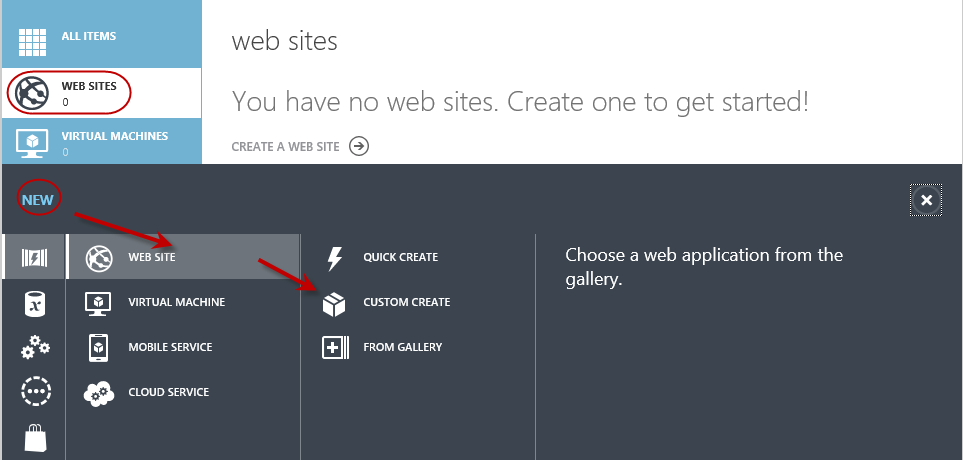 ALL ITEMS
web sites
WEB SITES
0
You have no web sites. Create one to get started!
VIRTUAL MACHINES
0
CREATE A WEB SITE
NEW
WEB SITE
QUICK CREATE
Choose a web application from the
gallery.
VIRTUAL MACHINE
CUSTOM CREATE
MOBILE SERVICE
FROM GALLERY
CLOUD SERVICE